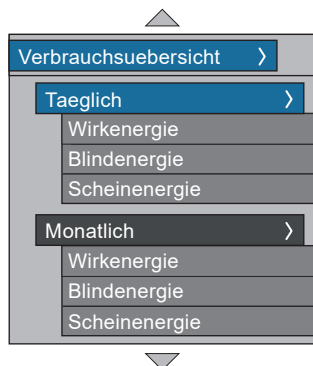 Verbrauchsuebersicht
Taeglich
Wirkenergie
Blindenergie
Scheinenergie
Monatlich
Wirkenergie
Blindenergie
Scheinenergie